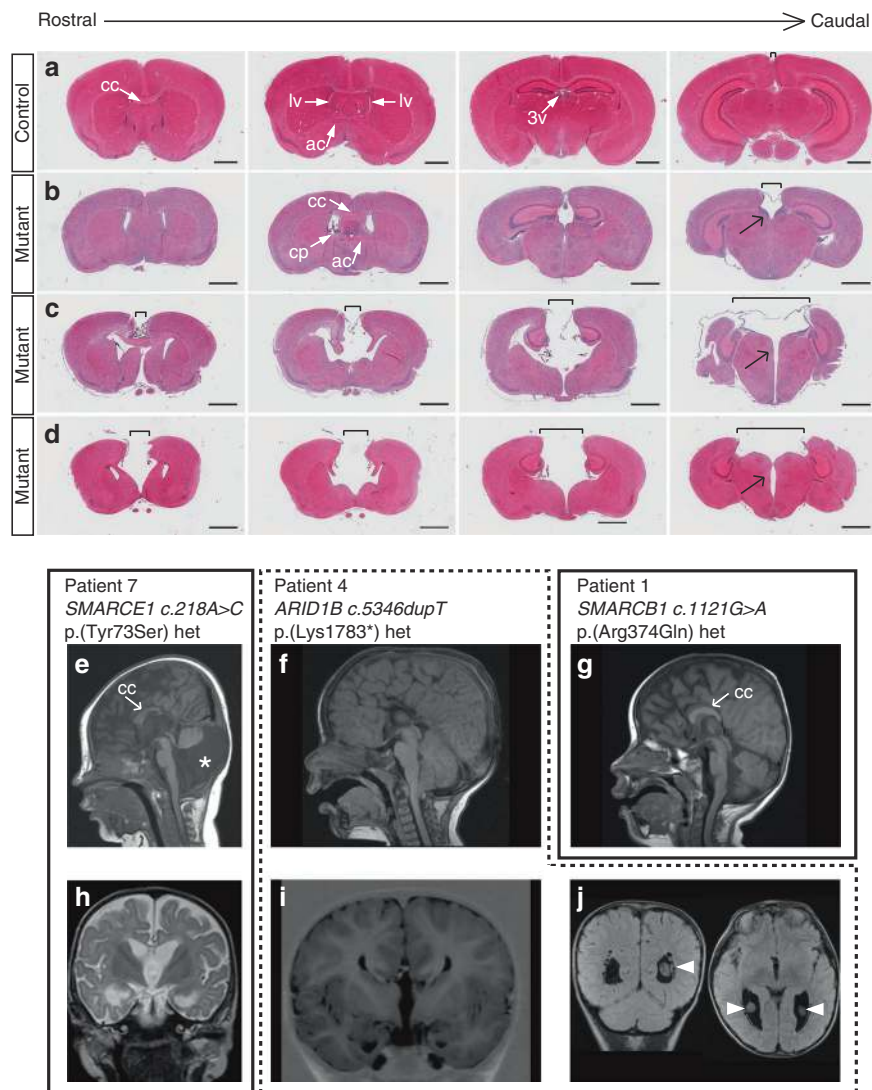 Rostral
Caudal
Control
a
cc
lv
lv
ac
3v
Mutant
b
cc
cp
ac
Mutant
c
Mutant
d
Patient 7
SMARCE1 c.218A>C
p.(Tyr73Ser) het
Patient 4
ARID1B c.5346dupT
p.(Lys1783*) het
Patient 1
SMARCB1 c.1121G>A
p.(Arg374Gln) het
e
cc
*
f
g
cc
h
i
j